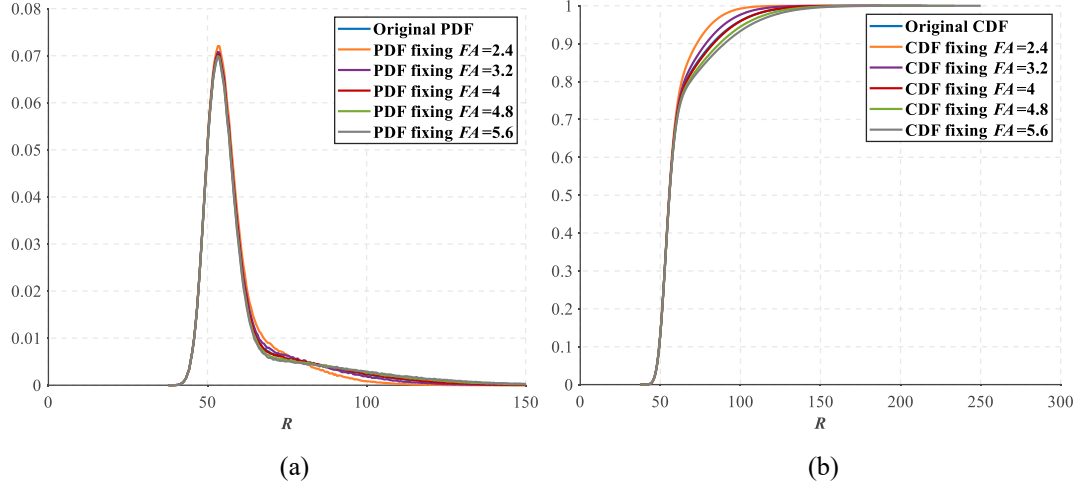 0.08
0.07
0.06
0.05
0.04
0.03
0.02
0.01
0
0
50
100
150
R
Original PDF
PDF fixing FA=2.4
PDF fixing FA=3.2
PDF fixing FA=4
PDF fixing FA=4.8
PDF fixing FA=5.6
(a)
1
0.9
0.8
0.7
0.6
0.5
0.4
0.3
0.2
0.1
0
0
50
100
150
200
250
300
R
Original CDF
CDF fixing FA=2.4
CDF fixing FA=3.2
CDF fixing FA=4
CDF fixing FA=4.8
CDF fixing FA=5.6
(b)